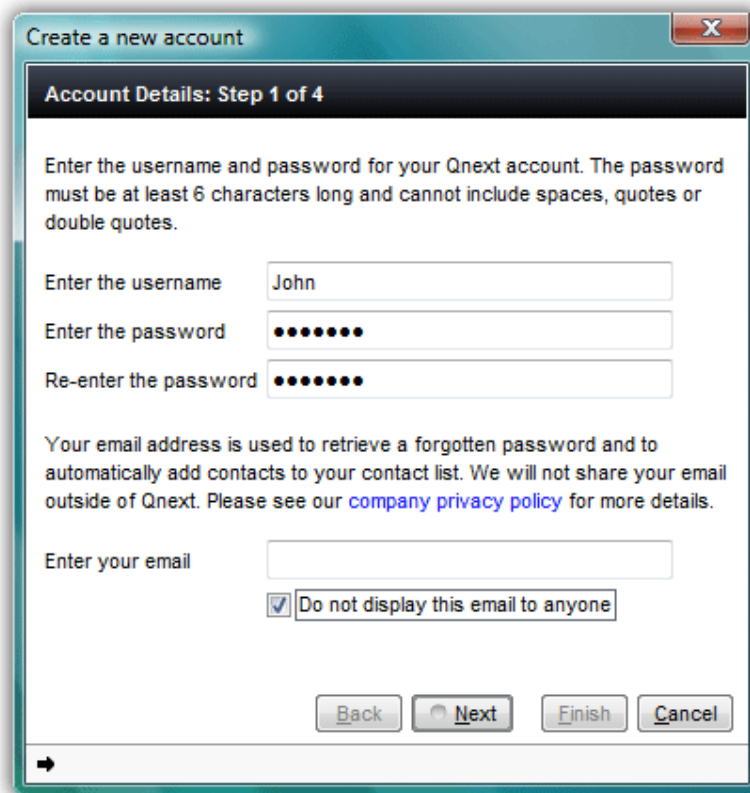 Create a new account
Account Details: Step 1 of 4
Enter the username and password for your Qnext account. The password
must be at least 6 characters long and cannot include spaces, quotes or
double quotes.
Enter the username John
Enter the password •••••••
Re-enter the password •••••••
Your email address is used to retrieve a forgotten password and to
automatically add contacts to your contact list. We will not share your email
outside of Qnext. Please see our company privacy policy for more details.
Enter your email
Do not display this email to anyone
Back Next Finish Cancel